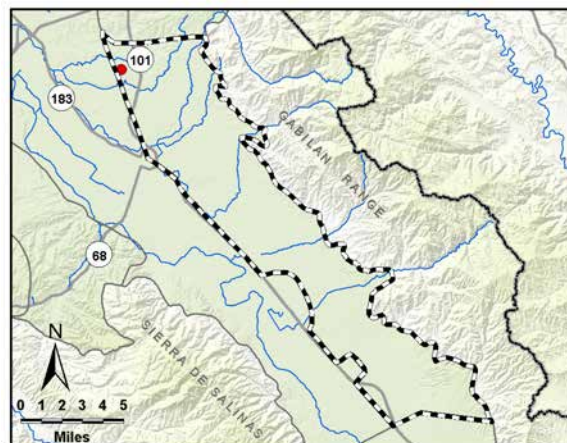 101
183
GABILAN RANGE
68
SIERRA DE SALINAS
N
0 1 2 3 4 5
Miles